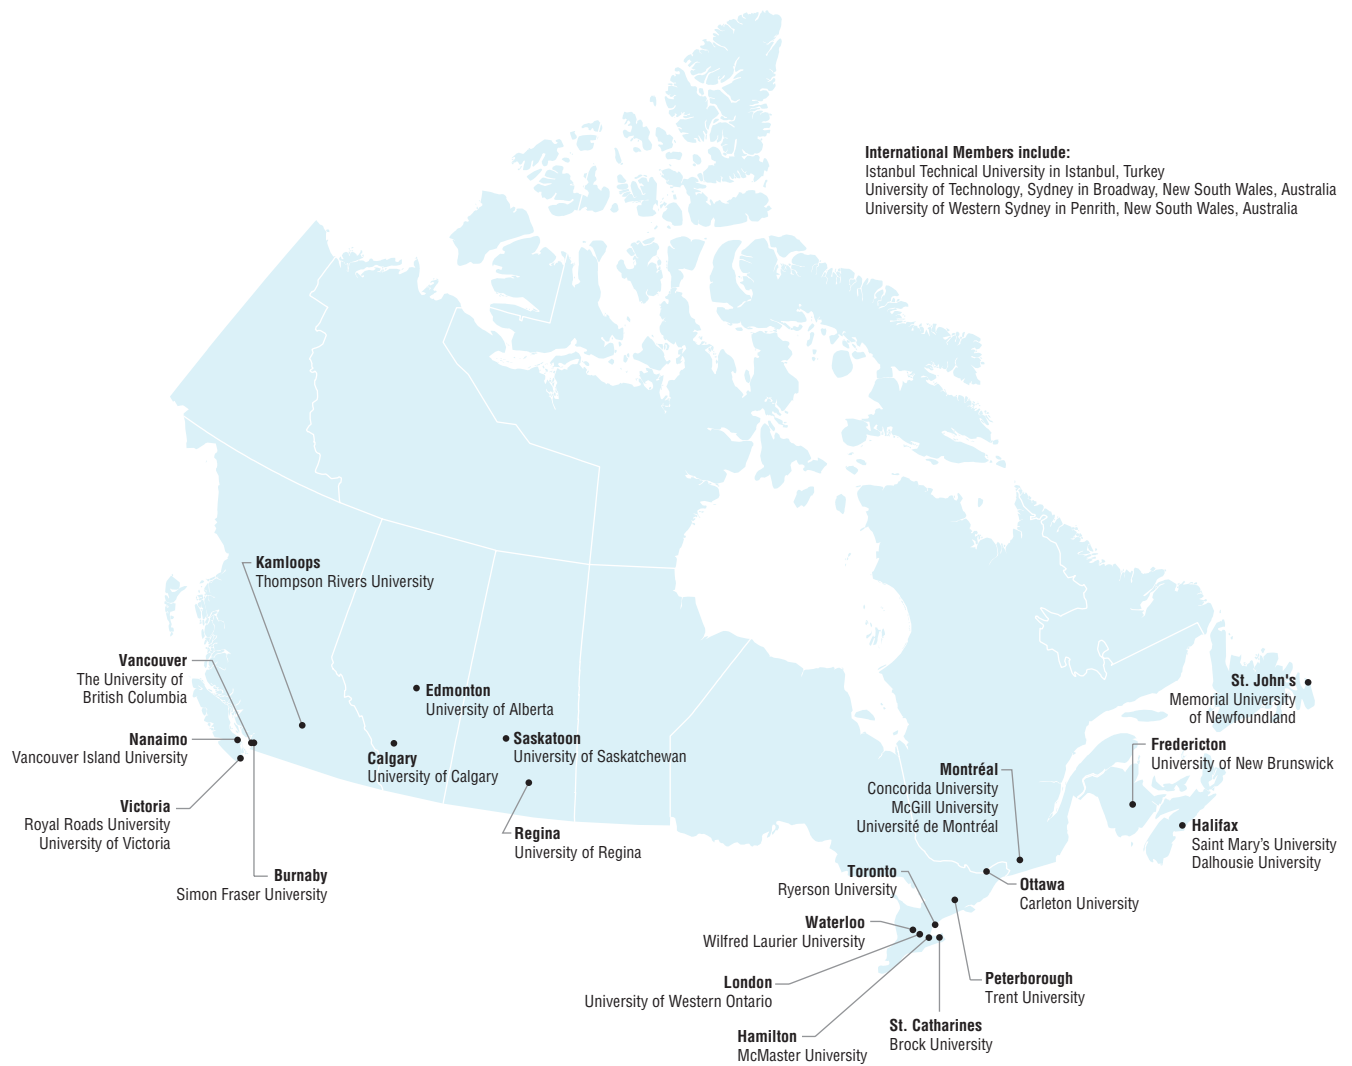 International Members include:
Istanbul Technical University in Istanbul, Turkey
University of Technology, Sydney in Broadway, New South Wales, Australia
University of Western Sydney in Penrith, New South Wales, Australia
Kamloops
Thompson Rivers University
Vancouver
The University of
British Columbia
Nanaimo
Vancouver Island University
Victoria
Royal Roads University
University of Victoria
Burnaby
Simon Fraser University
Edmonton
University of Alberta
Calgary
University of Calgary
Saskatoon
University of Saskatchewan
Regina
University of Regina
St. John's
Memorial University
of Newfoundland
Fredericton
University of New Brunswick
Halifax
Saint Mary’s University
Dalhousie University
Montréal
Concorida University
McGill University
Université de Montréal
Ottawa
Carleton University
Toronto
Ryerson University
Waterloo
Wilfred Laurier University
London
University of Western Ontario
Hamilton
McMaster University
St. Catharines
Brock University
Peterborough
Trent University